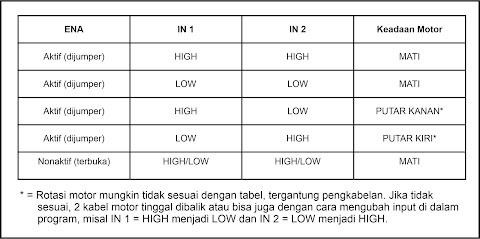 ENA IN 1 IN 2 Keadaan Motor
Aktif (dijumper) HIGH HIGH MATI
Aktif (dijumper) LOW LOW MATI
Aktif (dijumper) HIGH LOW PUTAR KANAN*
Aktif (dijumper) LOW HIGH PUTAR KIRI*
Nonaktif (terbuka) HIGH/LOW HIGH/LOW MATI
* = Rotasi motor mungkin tidak sesuai dengan tabel, tergantung pengkabelan. Jika tidak
sesuai, 2 kabel motor tinggal dibalik atau bisa juga dengan cara mengubah input di dalam
program, misal IN 1 = HIGH menjadi LOW dan IN 2 = LOW menjadi HIGH.